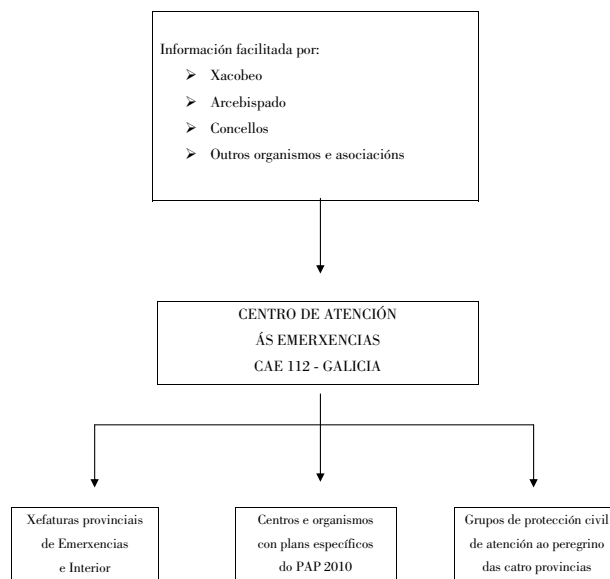 Información facilitada por:
➢ Xacobeo
➢ Arcebispado
➢ Concellos
➢ Outros organismos e asociacións
CENTRO DE ATENCIÓN
ÁS EMERXENCIAS
CAE 112 - GALICIA
Xefaturas provinciais
de Emerxencias
e Interior
Centros e organismos
con plans específicos
do PAP 2010
Grupos de protección civil
de atención ao peregrino
das catro provincias